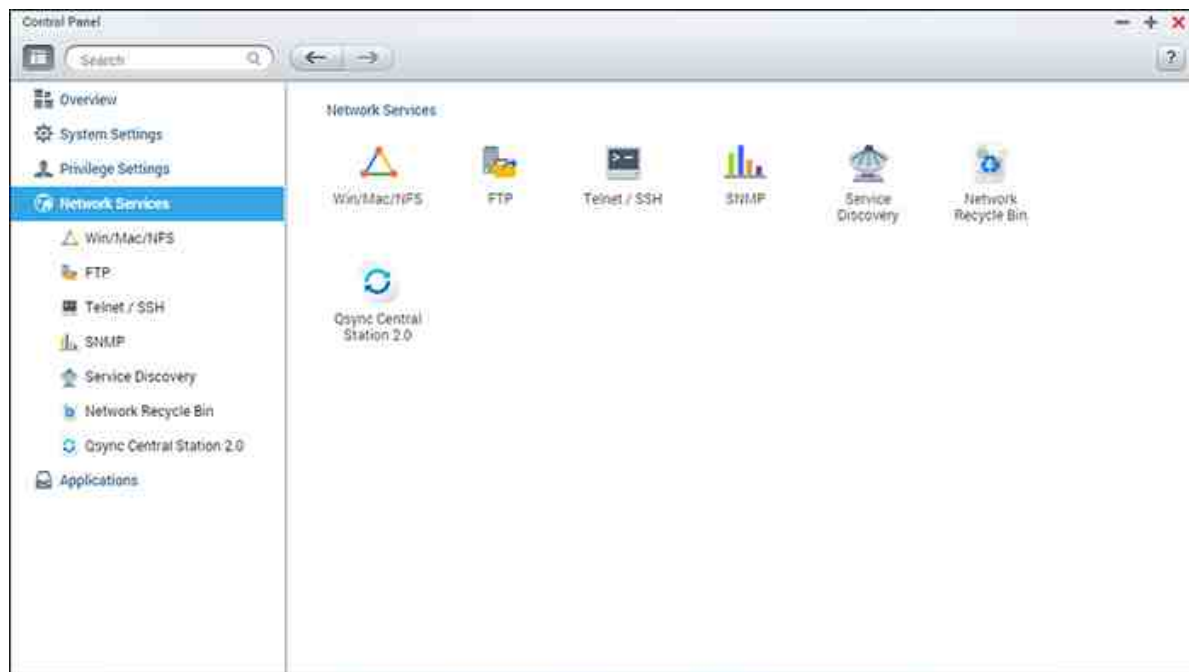 Control Panel
Search
?
Overview
System Settings
Privilege Settings
Network Services
Win/Mac/NFS
FTP
Telnet / SSH
SNMP
Service Discovery
Network Recycle Bin
Qsync Central Station 2.0
Applications
Network Services
Win/Mac/NFS
FTP
Telnet / SSH
SNMP
Service
Discovery
Network
Recycle Bin
Qsync Central
Station 2.0